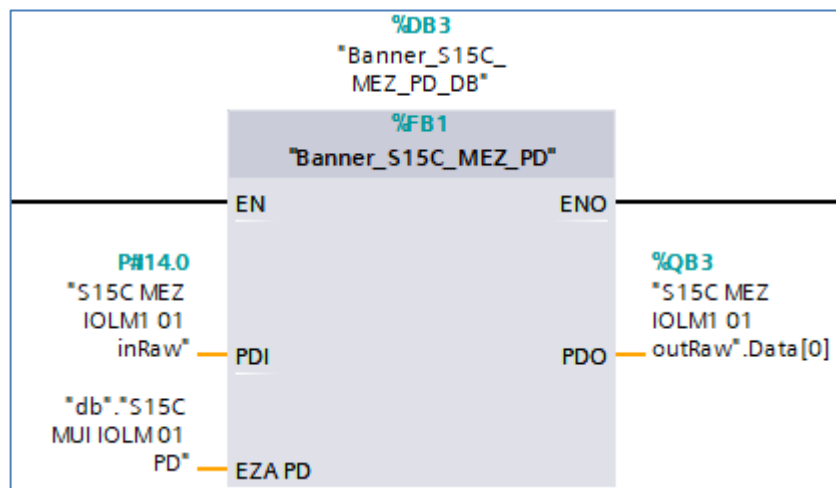 %DB3
"Banner_S15C_
MEZ_PD_DB"
%FB1
"Banner_S15C_MEZ_PD"
EN
ENO
P#I14.0
"S15C MEZ
IOLM1 01
inRaw"
PDI
%QB3
"S15C MEZ
IOLM1 01
outRaw".Data[0]
PDO
"db"."S15C
MUI IOLM 01
PD"
EZA PD